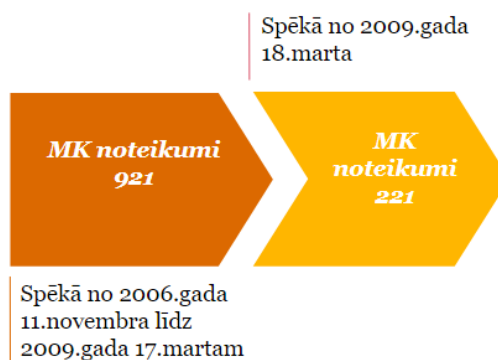 Spēkā no 2009.gada
18.marta
MK noteikumi
921
MK
noteikumi
221
Spēkā no 2006.gada
11.novembra līdz
2009.gada 17.martam